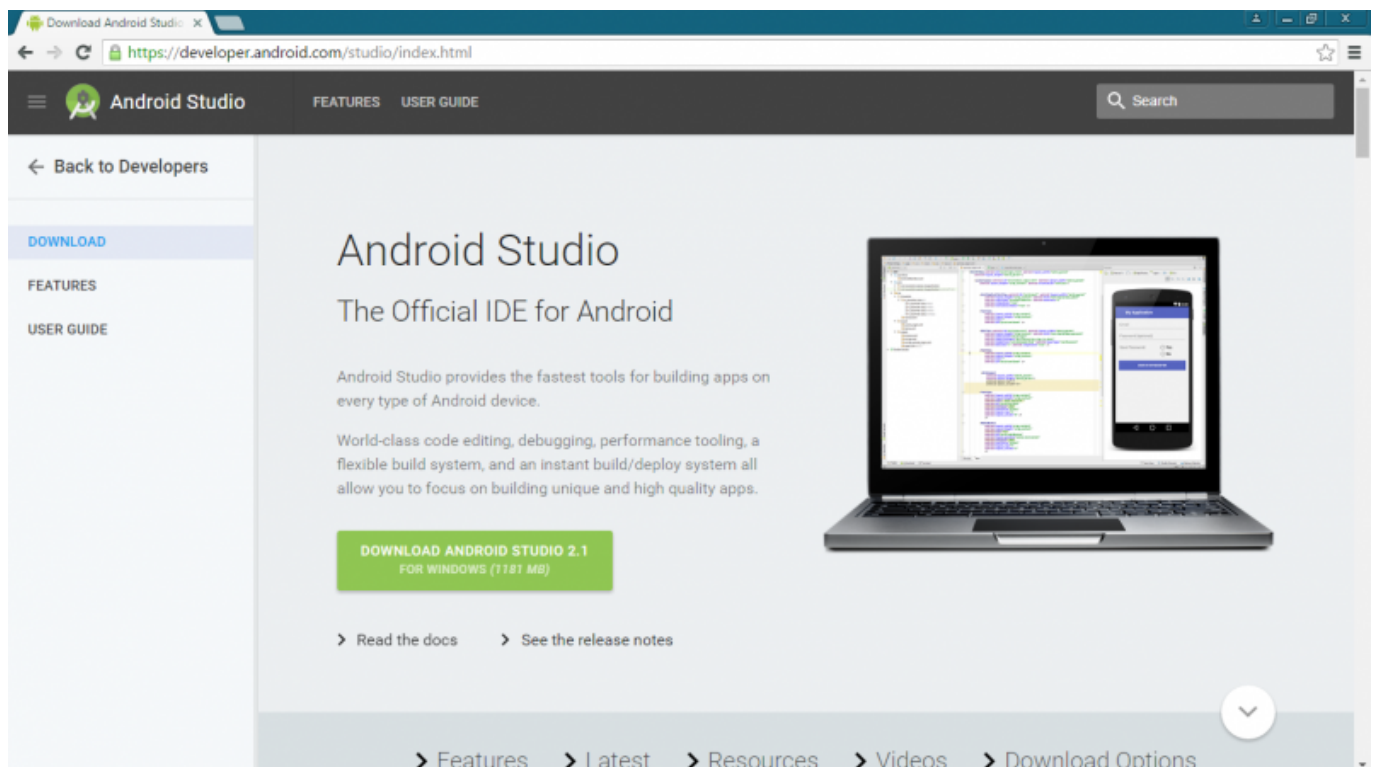 Download Android Studio
https://developer.android.com/studio/index.html
Android Studio
FEATURES
USER GUIDE
Search
Back to Developers
DOWNLOAD
FEATURES
USER GUIDE
Android Studio
The Official IDE for Android
Android Studio provides the fastest tools for building apps on
every type of Android device.
World-class code editing, debugging, performance tooling, a
flexible build system, and an instant build/deploy system all
allow you to focus on building unique and high quality apps.
DOWNLOAD ANDROID STUDIO 2.1
FOR WINDOWS (1181 MB)
Read the docs
See the release notes
My Application
Features
Latest
Resources
Videos
Download Options